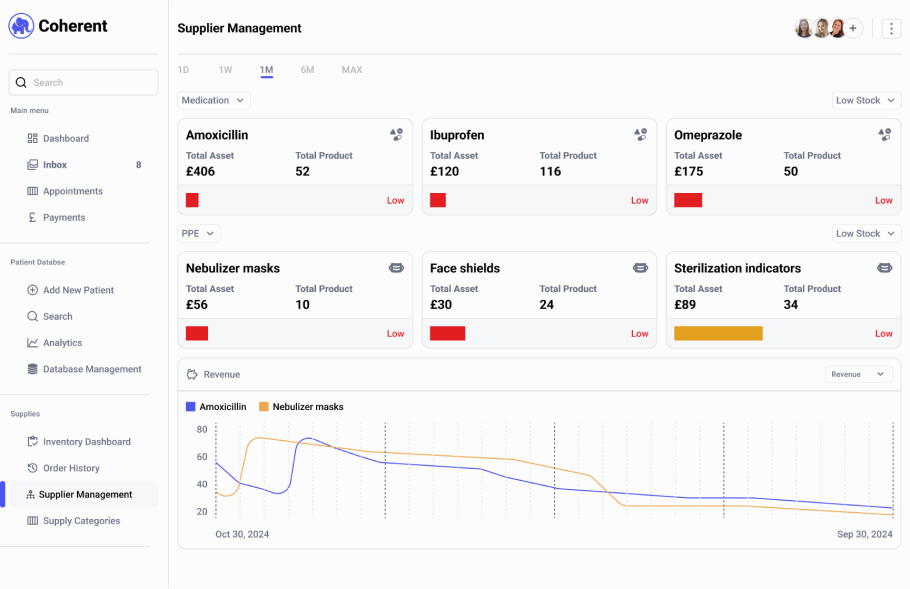 Coherent
Search
Main menu
Dashboard
Inbox 8
Appointments
Payments
Patient Databse
Add New Patient
Search
Analytics
Database Management
Supplies
Inventory Dashboard
Order History
Supplier Management
Supply Categories
Supplier Management
+
1D 1W 1M 6M MAX
Medication Low Stock
Amoxicillin
Total Asset Total Product
£406 52
Low
Ibuprofen
Total Asset Total Product
£120 116
Low
Omeprazole
Total Asset Total Product
£175 50
Low
PPE Low Stock
Nebulizer masks
Total Asset Total Product
£56 10
Low
Face shields
Total Asset Total Product
£30 24
Low
Sterilization indicators
Total Asset Total Product
£89 34
Low
Revenue Revenue
Amoxicillin Nebulizer masks
80
60
40
20
Oct 30, 2024 Sep 30, 2024